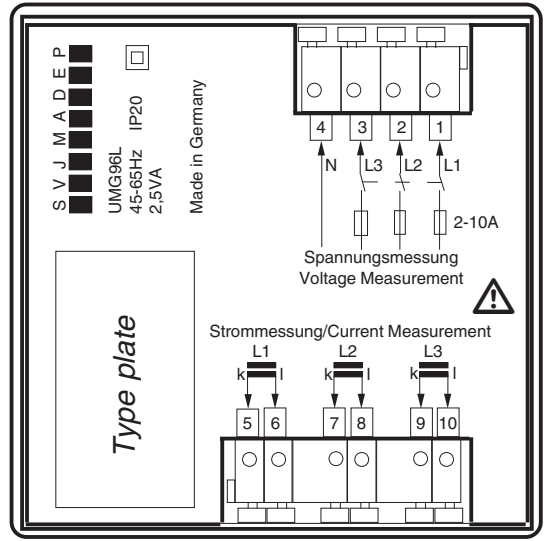 S V J M A D E P
UMG96L
45-65Hz IP20
2,5VA
Made in Germany
4 3 2 1
N L3 L2 L1
2-10A
Spannungsmessung
Voltage Measurement
Type plate
Strommessung/Current Measurement
L1 L2 L3
k l k l k l
5 6 7 8 9 10